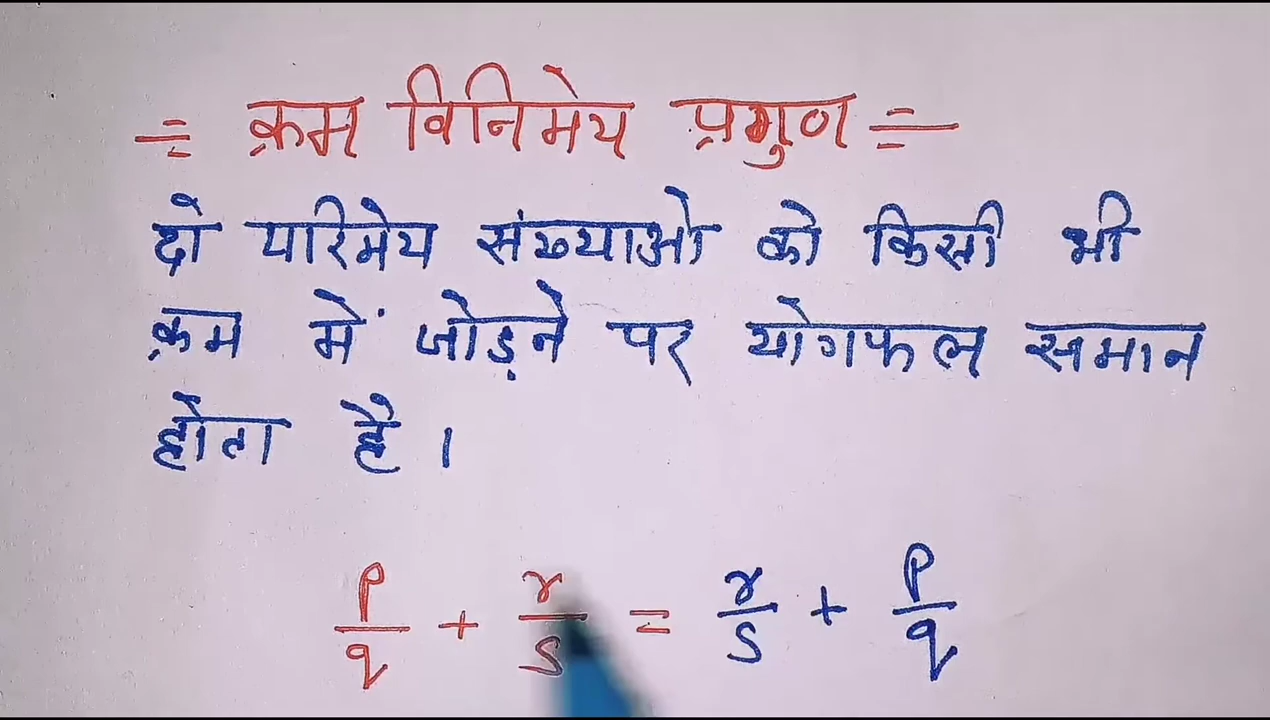 = क्रम विनिमेय प्रगुण =
दो परिमेय संख्याओ को किसी भी
क्रम में जोड़ने पर योगफल समान
होता है।
p/q + r/s = r/s + p/q